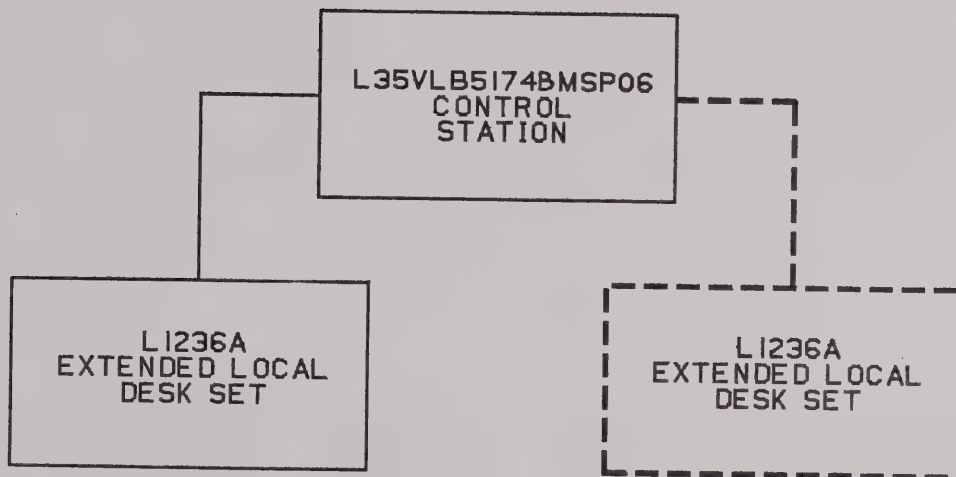 L35VLB5174BMSP06
CONTROL
STATION
L1236A
EXTENDED LOCAL
DESK SET
L1236A
EXTENDED LOCAL
DESK SET